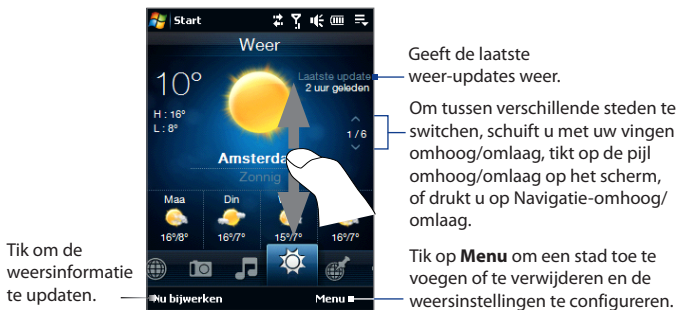 Start
Weer
10°
Laatste update
2 uur geleden
H : 16°
L : 8°
1 / 6
Zonnig
Maa
Din
16°/8°
16°/7°
15°/7°
16°/7°
Nu bijwerken
Menu
Geeft de laatste
weer-updates weer.
Om tussen verschillende steden te
switchen, schuift u met uw vingen
omhoog/omlaag, tikt op de pijl
omhoog/omlaag op het scherm,
of drukt u op Navigatie-omhoog/
omlaag.
Tik op Menu om een stad toe te
voegen of te verwijderen en de
weersinstellingen te configureren.
Tik om de
weersinformatie
te updaten.